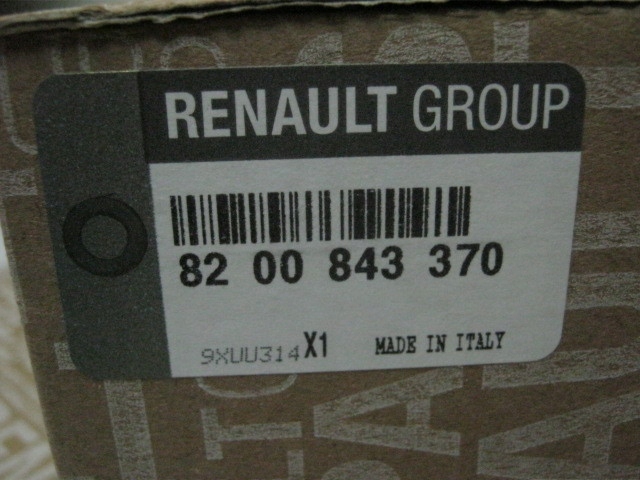 RENAULT GROUP
82 00 843 370
9XUU314 X1 MADE IN ITALY